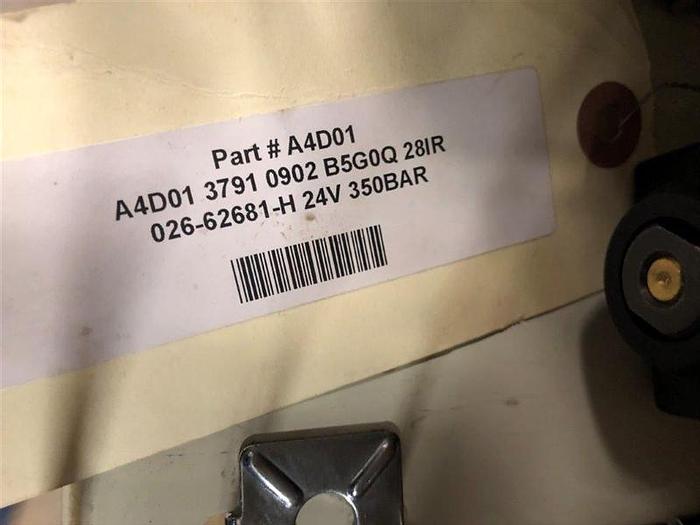 Part # A4D01
A4D01 3791 0902 B5G0Q 28IR
026-62681-H 24V 350BAR